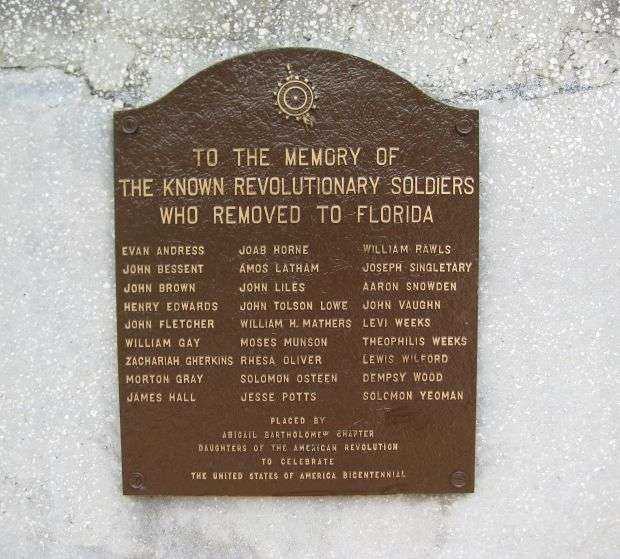 TO THE MEMORY OF
THE KNOWN REVOLUTIONARY SOLDIERS
WHO REMOVED TO FLORIDA
EVAN ANDRESS
JOHN BESSENT
JOHN BROWN
HENRY EDWARDS
JOHN FLETCHER
WILLIAM GAY
ZACHARIAH GHERKINS
MORTON GRAY
JAMES HALL
JOAB HORNE
AMOS LATHAM
JOHN LILES
JOHN TOLSON LOWE
WILLIAM H. MATHERS
MOSES MUNSON
RHESA OLIVER
SOLOMON OSTEEN
JESSE POTTS
WILLIAM RAWLS
JOSEPH SINGLETARY
AARON SNOWDEN
JOHN VAUGHN
LEVI WEEKS
THEOPHILIS WEEKS
LEWIS WILFORD
DEMPSY WOOD
SOLOMON YEOMAN
PLACED BY
ABIGAIL BARTHOLOMEW CHAPTER
DAUGHTERS OF THE AMERICAN REVOLUTION
TO CELEBRATE
THE UNITED STATES OF AMERICA BICENTENNIAL